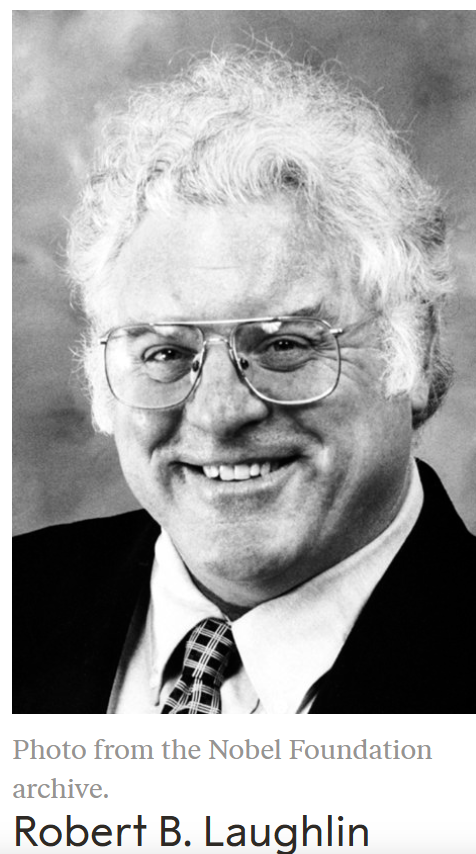 Photo from the Nobel Foundation
archive.
Robert B. Laughlin